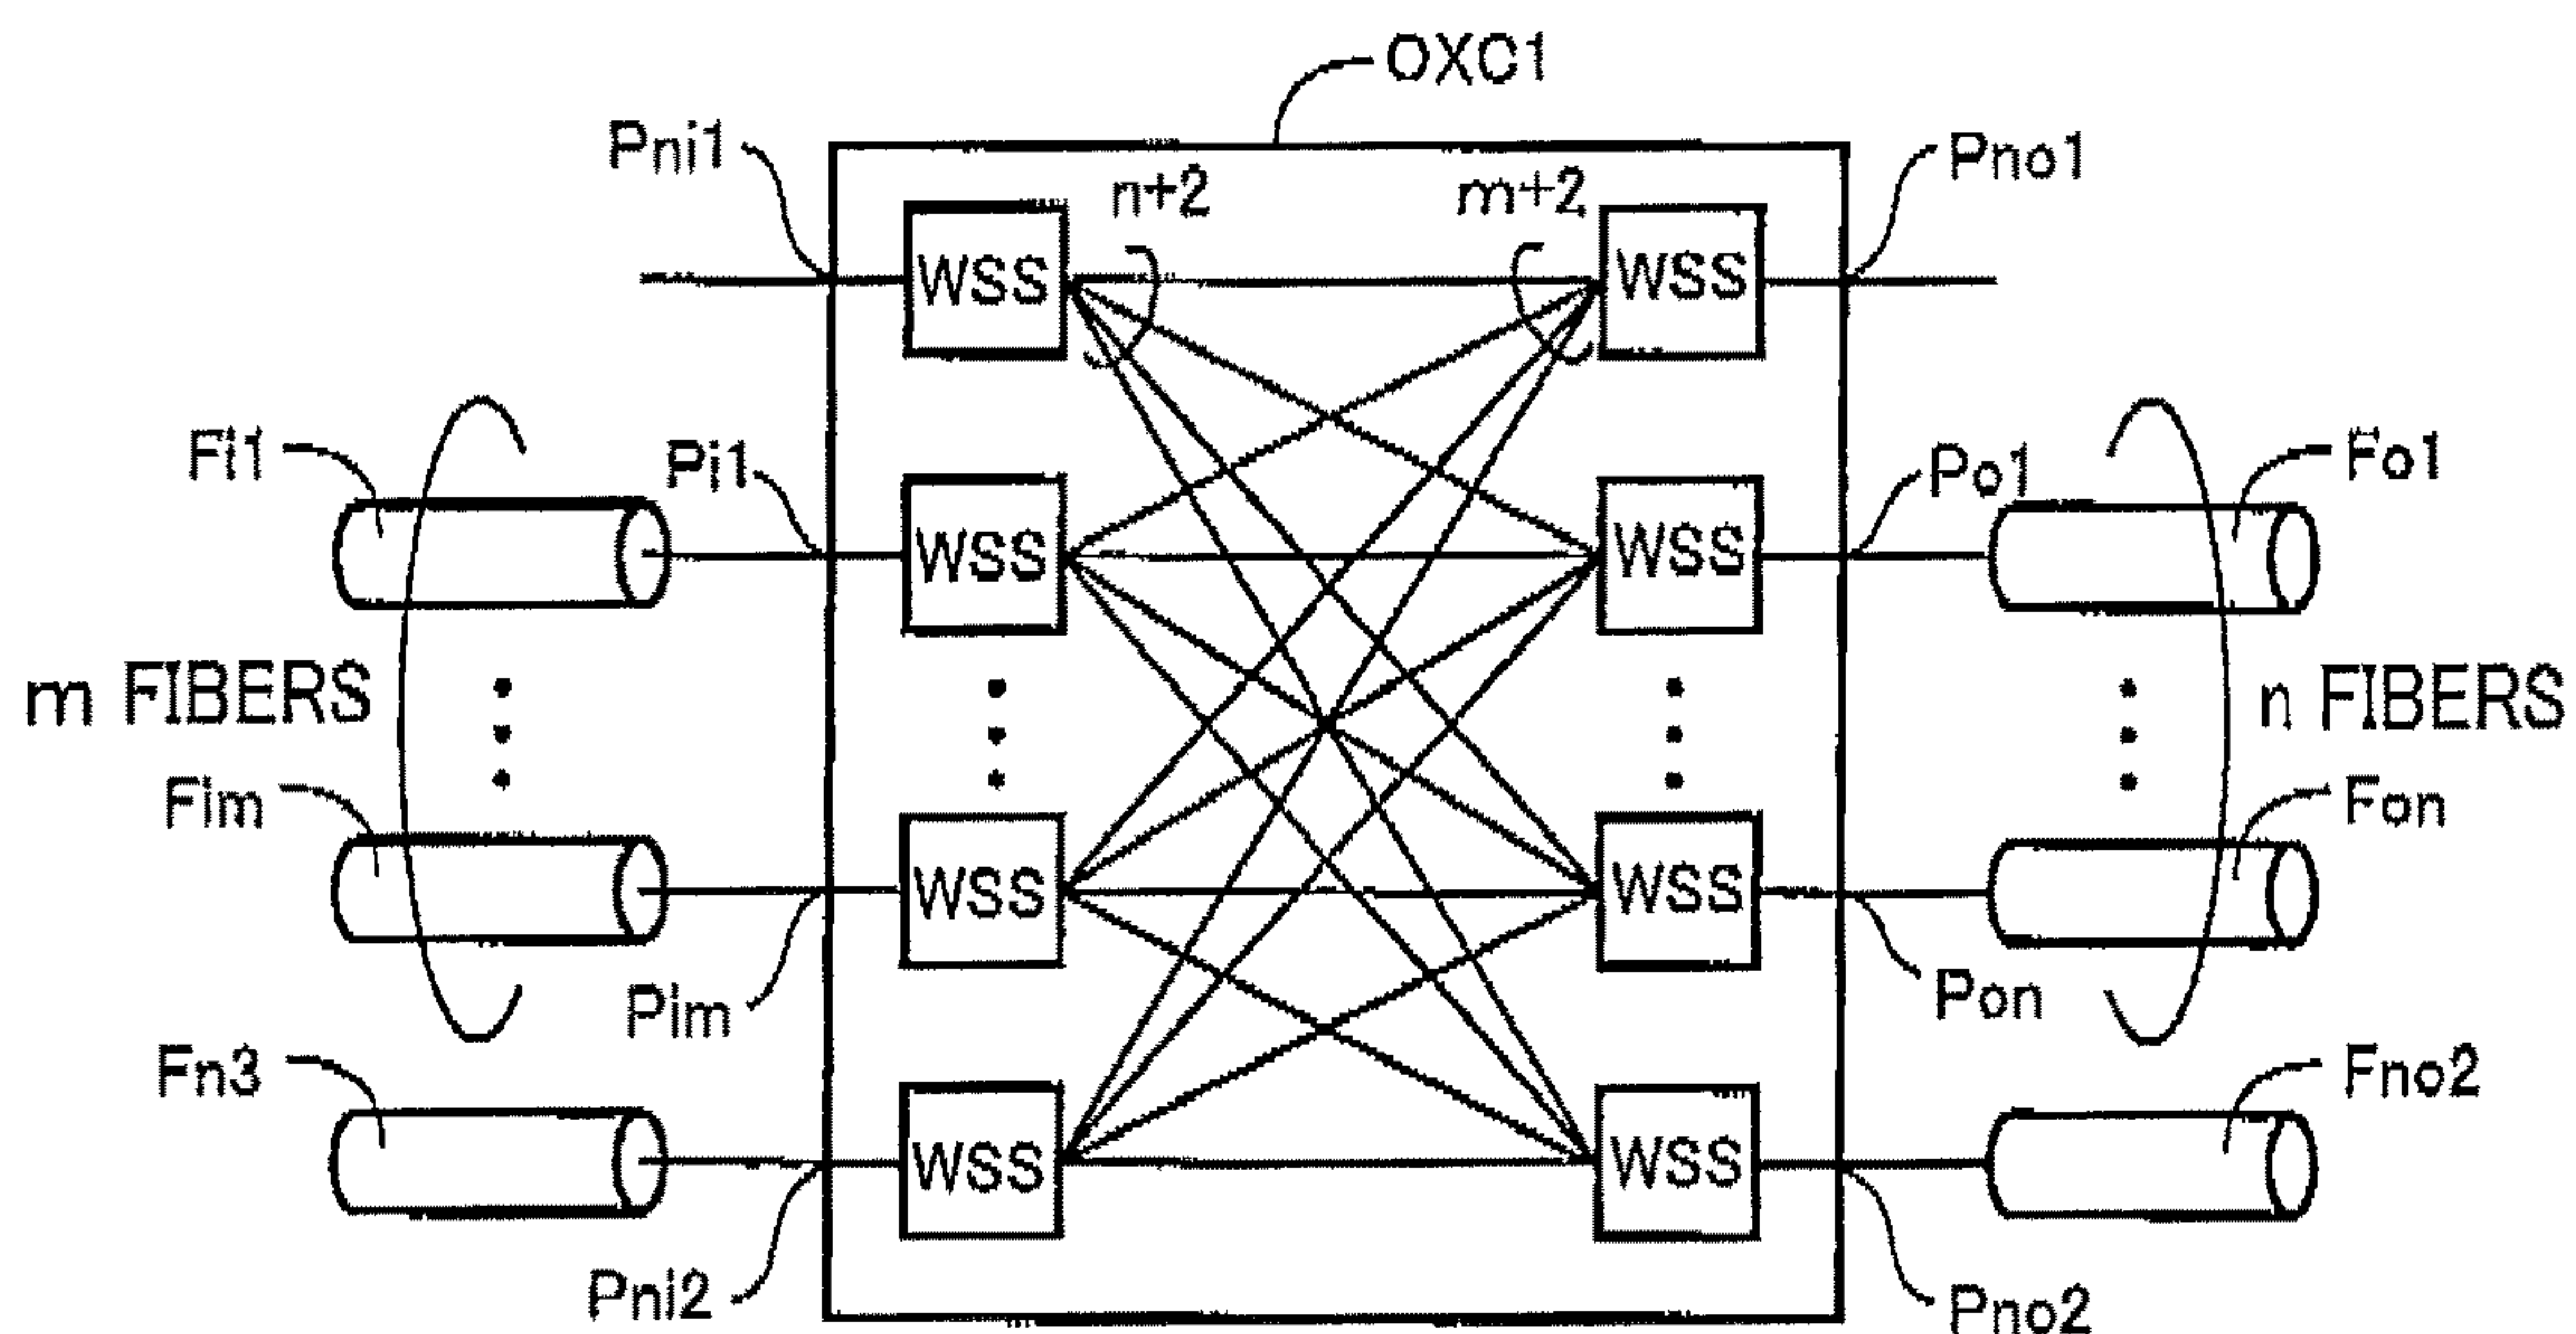 OXC1
Pni1
Pno1
n+2
m+2
WSS
WSS
Fi1
Pi1
Po1
Fo1
WSS
WSS
m FIBERS
n FIBERS
Fim
Fon
WSS
WSS
Pim
Pon
Fn3
Fno2
WSS
WSS
Pni2
Pno2